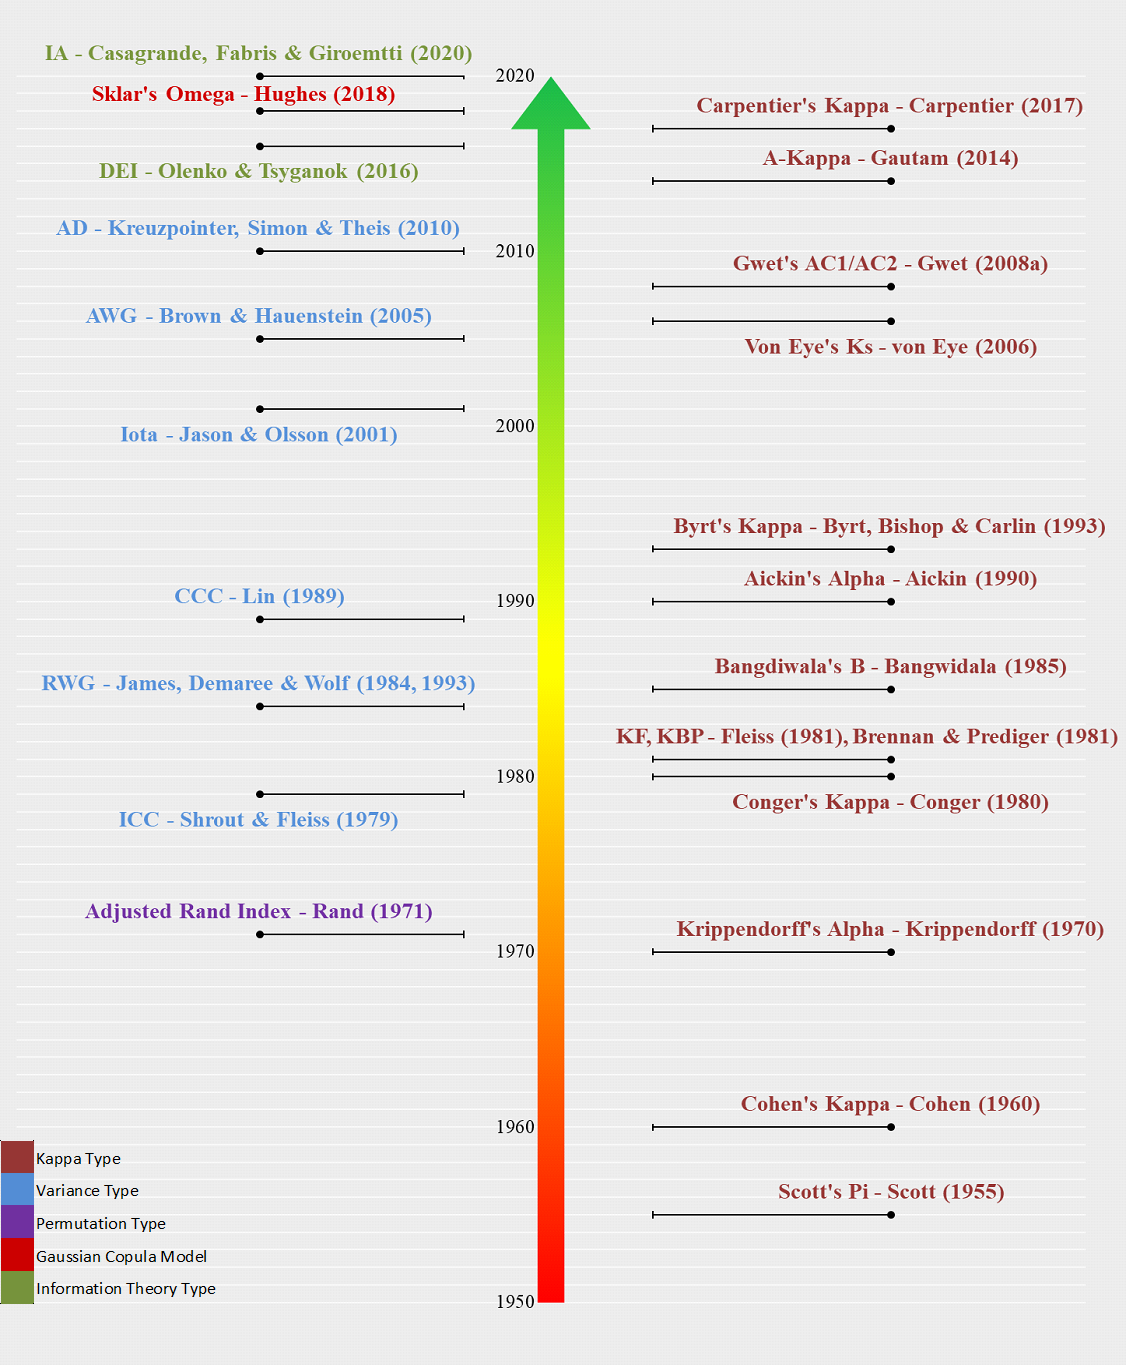 IA - Casagrande, Fabris & Giroemtti (2020)
2020
Sklar's Omega - Hughes (2018)
Carpentier's Kappa - Carpentier (2017)
A-Kappa - Gautam (2014)
DEI - Olenko & Tsyganok (2016)
AD - Kreuzpointer, Simon & Theis (2010)
2010
Gwet's AC1/AC2 - Gwet (2008a)
AWG - Brown & Hauenstein (2005)
Von Eye's Ks - von Eye (2006)
2000
Iota - Jason & Olsson (2001)
Byrt's Kappa - Byrt, Bishop & Carlin (1993)
Aickin's Alpha - Aickin (1990)
CCC - Lin (1989)
1990
Bangdiwala's B - Bangwidala (1985)
RWG - James, Demaree & Wolf (1984, 1993)
KF, KBP - Fleiss (1981), Brennan & Prediger (1981)
1980
Conger's Kappa - Conger (1980)
ICC - Shrout & Fleiss (1979)
Adjusted Rand Index - Rand (1971)
Krippendorff's Alpha - Krippendorff (1970)
1970
Cohen's Kappa - Cohen (1960)
1960
Scott's Pi - Scott (1955)
1950
Kappa Type
Variance Type
Permutation Type
Gaussian Copula Model
Information Theory Type